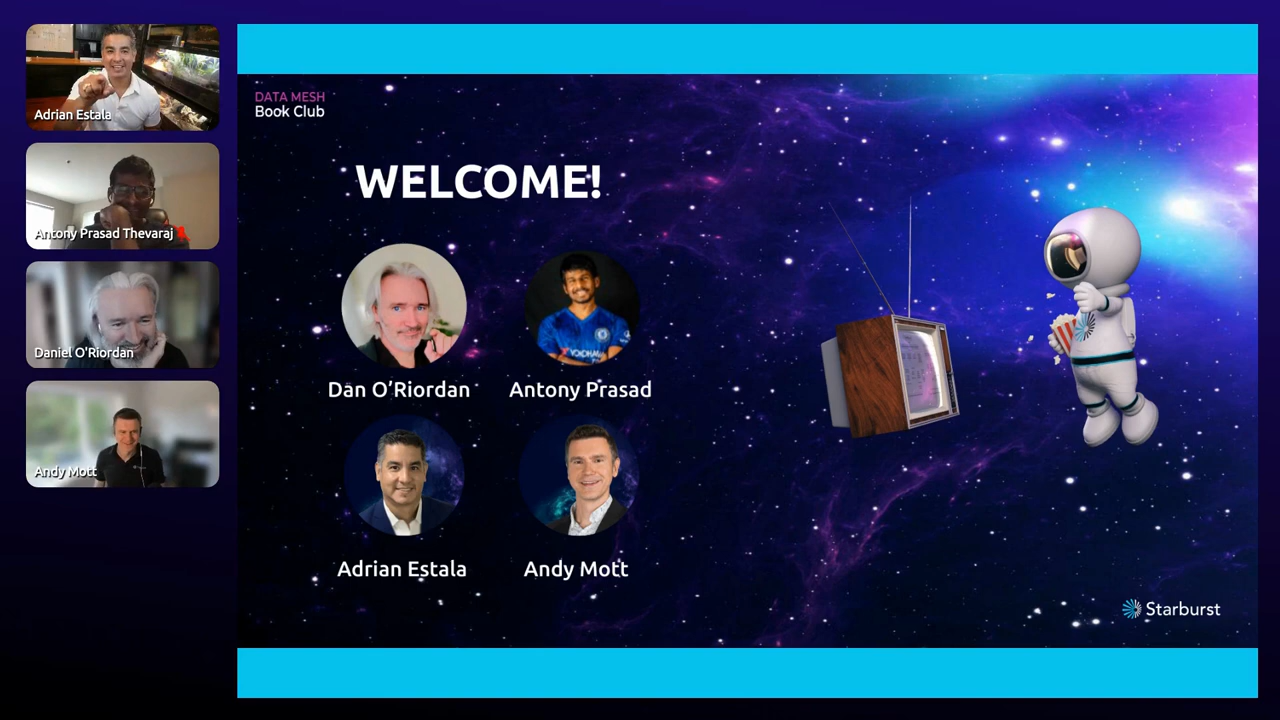 Adrian Estala
Antony Prasad Thevaraj
Daniel O'Riordan
Andy Mott
DATA MESH
Book Club
WELCOME!
Dan O’Riordan
Antony Prasad
Adrian Estala
Andy Mott
Starburst